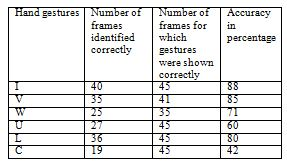 Hand gestures | Number of frames identified correctly | Number of frames for which gestures were shown correctly | Accuracy in percentage
I | 40 | 45 | 88
V | 35 | 41 | 85
W | 25 | 35 | 71
U | 27 | 45 | 60
L | 36 | 45 | 80
C | 19 | 45 | 42